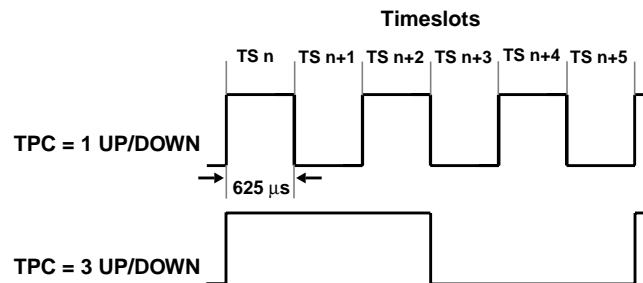 Timeslots
TS n TS n+1 TS n+2 TS n+3 TS n+4 TS n+5
TPC = 1 UP/DOWN
625 μs
TPC = 3 UP/DOWN